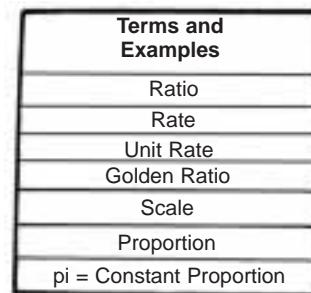 Terms and
Examples
Ratio
Rate
Unit Rate
Golden Ratio
Scale
Proportion
pi = Constant Proportion